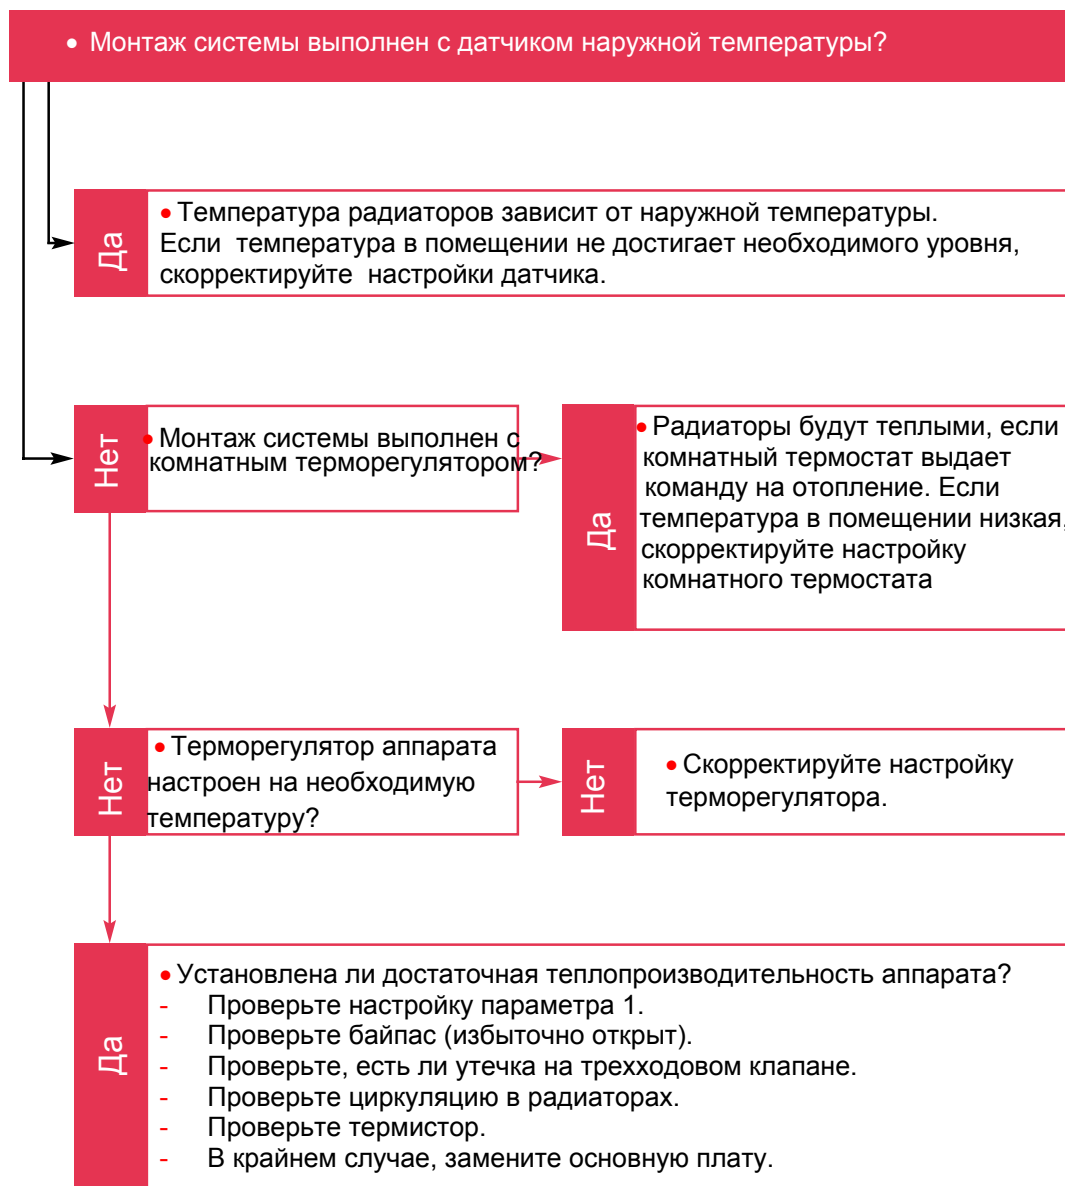 • Монтаж системы выполнен с датчиком наружной температуры?
Да
• Температура радиаторов зависит от наружной температуры.
Если температура в помещении не достигает необходимого уровня,
скорректируйте настройки датчика.
Нет
• Монтаж системы выполнен с
комнатным терморегулятором?
Да
• Радиаторы будут теплыми, если
комнатный термостат выдает
команду на отопление. Если
температура в помещении низкая,
скорректируйте настройку
комнатного термостата
Нет
• Терморегулятор аппарата
настроен на необходимую
температуру?
Нет
• Скорректируйте настройку
терморегулятора.
Да
• Установлена ли достаточная теплопроизводительность аппарата?
- Проверьте настройку параметра 1.
- Проверьте байпас (избыточно открыт).
- Проверьте, есть ли утечка на трехходовом клапане.
- Проверьте циркуляцию в радиаторах.
- Проверьте термистор.
- В крайнем случае, замените основную плату.